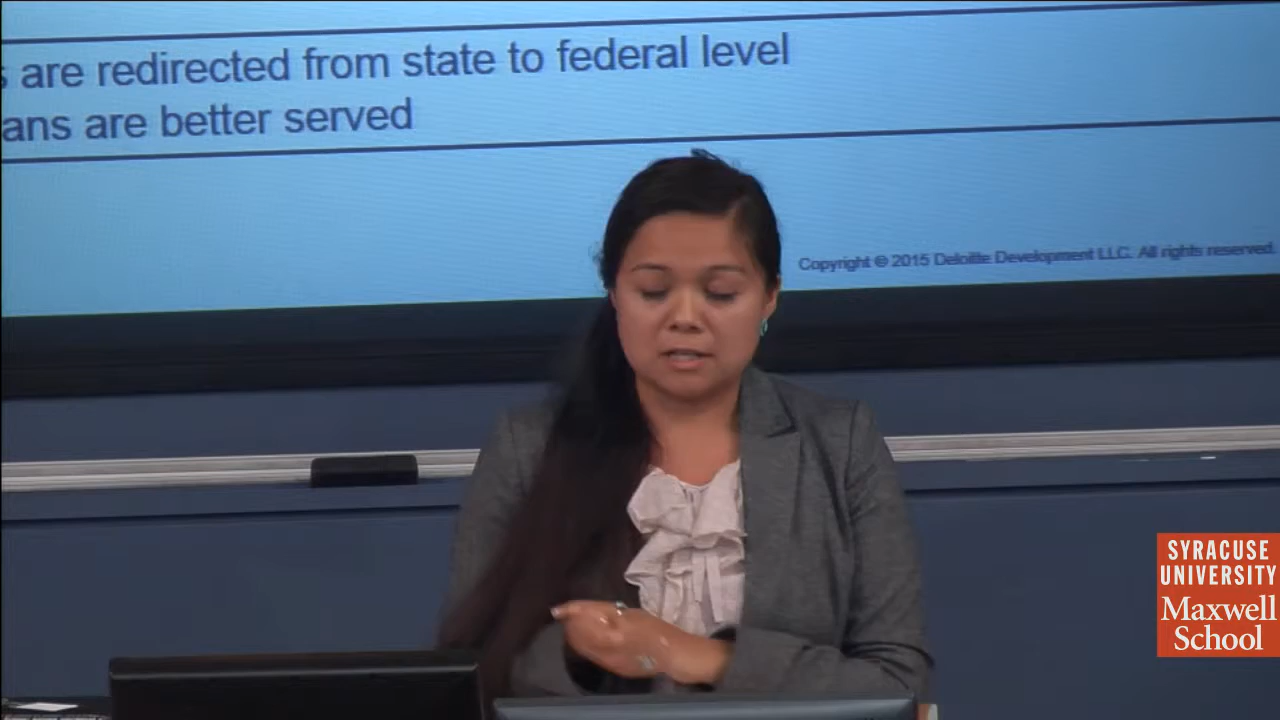 are redirected from state to federal level
ans are better served
Copyright © 2015 Deloitte Development LLC. All rights reserved.
SYRACUSE
UNIVERSITY
Maxwell
School